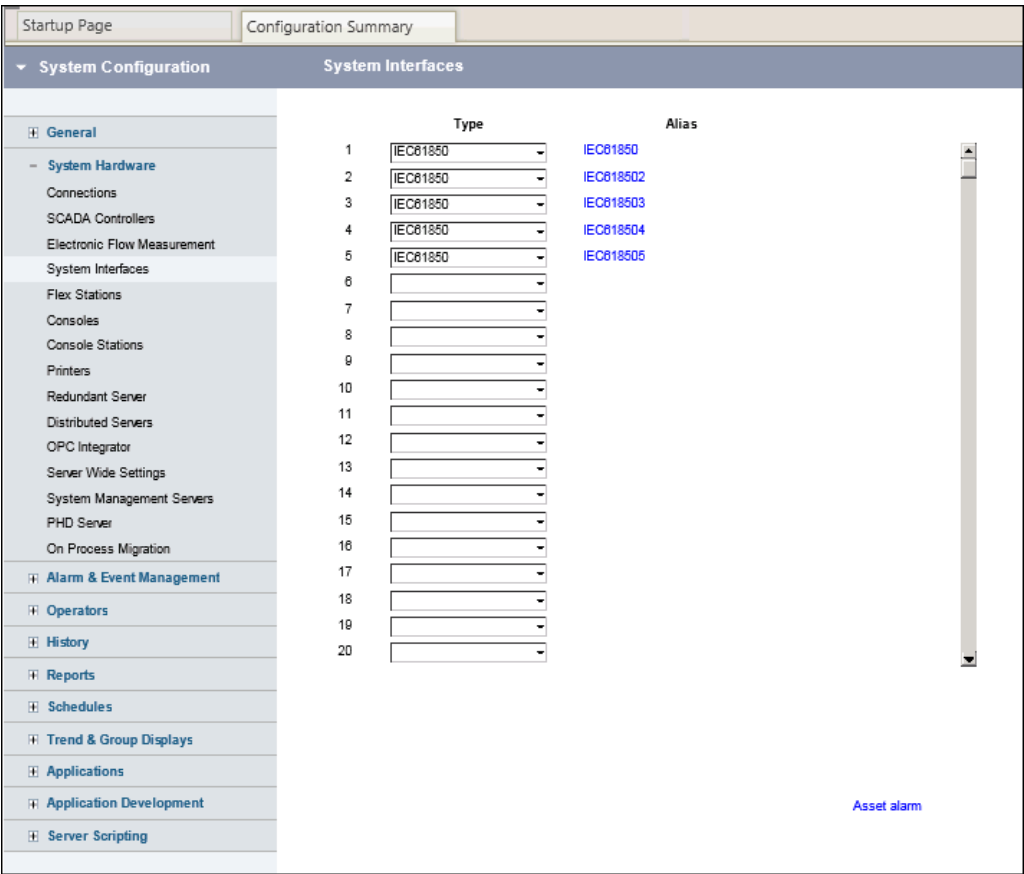 Startup Page
Configuration Summary
System Configuration
System Interfaces
General
System Hardware
Connections
SCADA Controllers
Electronic Flow Measurement
System Interfaces
Flex Stations
Consoles
Console Stations
Printers
Redundant Server
Distributed Servers
OPC Integrator
Server Wide Settings
System Management Servers
PHD Server
On Process Migration
Alarm & Event Management
Operators
History
Reports
Schedules
Trend & Group Displays
Applications
Application Development
Server Scripting
Type Alias
1 IEC61850 IEC61850
2 IEC61850 IEC618502
3 IEC61850 IEC618503
4 IEC61850 IEC618504
5 IEC61850 IEC618505
6
7
8
9
10
11
12
13
14
15
16
17
18
19
20
Asset alarm